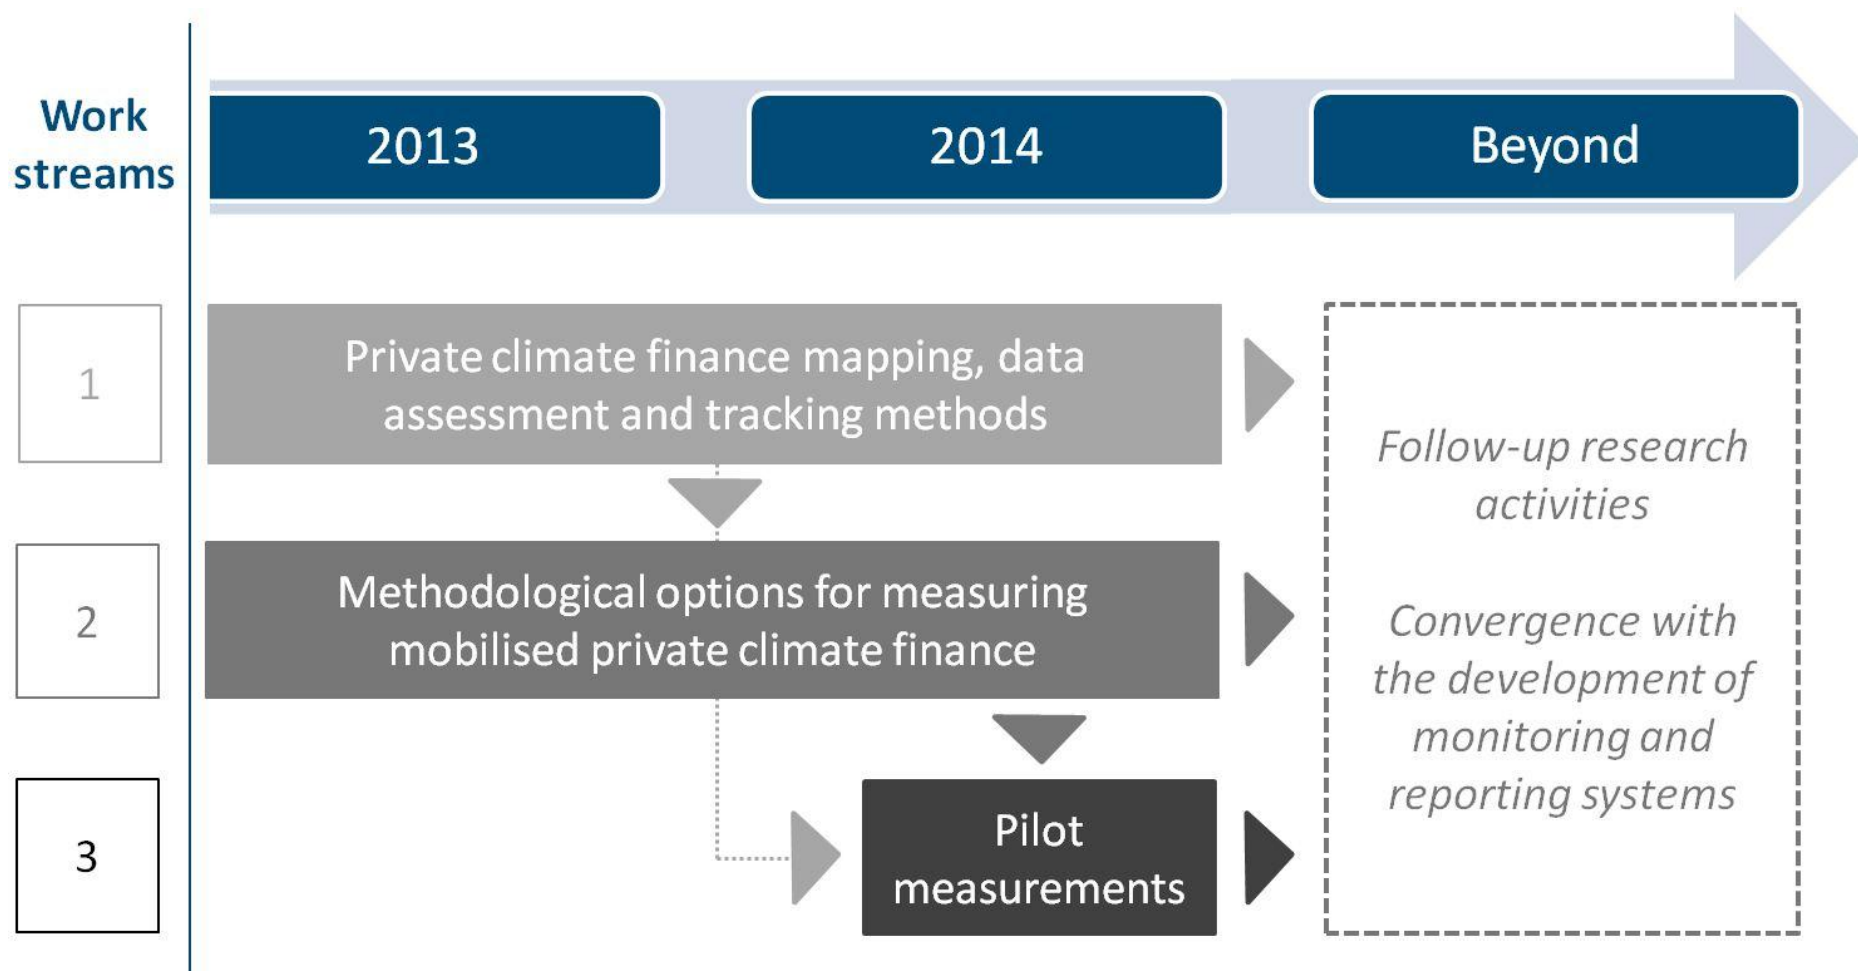 Work
streams
2013
2014
Beyond
1
Private climate finance mapping, data
assessment and tracking methods
2
Methodological options for measuring
mobilised private climate finance
3
Pilot
measurements
Follow-up research
activities
Convergence with
the development of
monitoring and
reporting systems